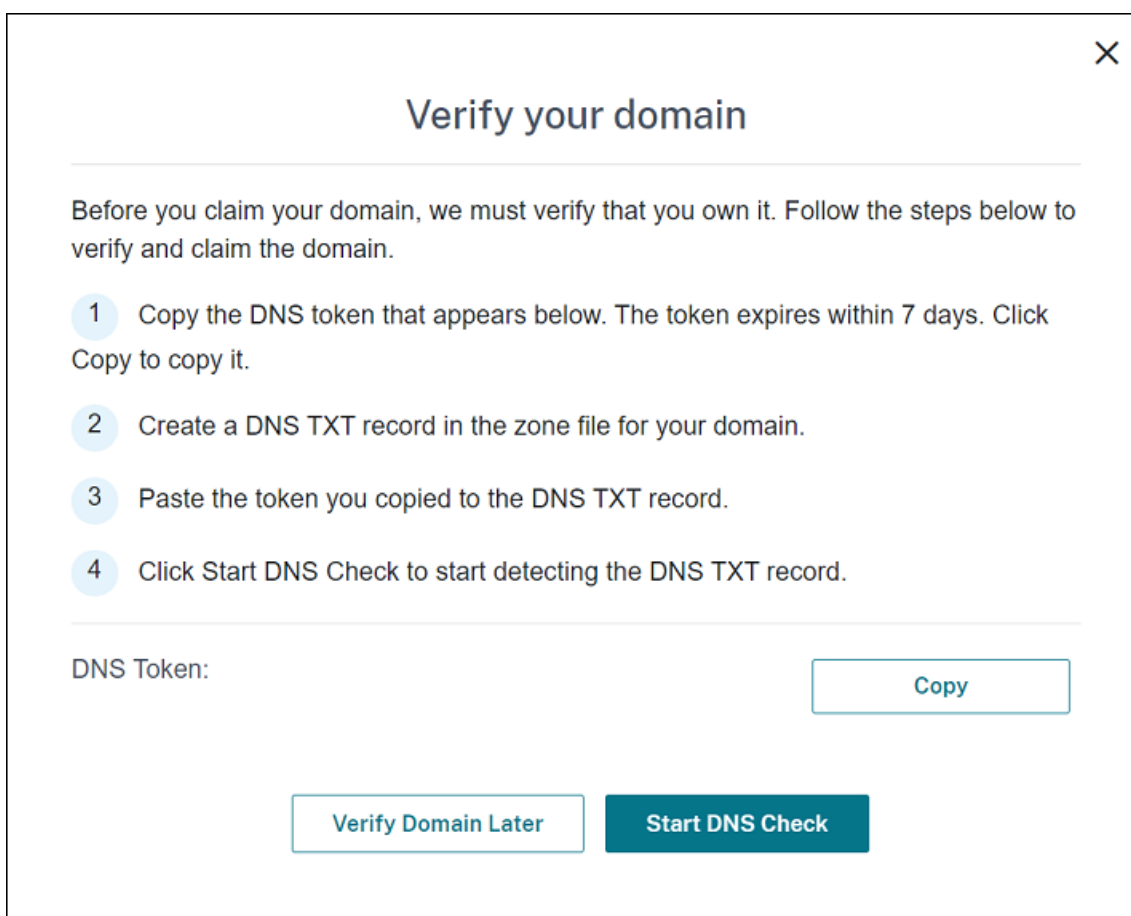 Verify your domain
Before you claim your domain, we must verify that you own it. Follow the steps below to
verify and claim the domain.
1 Copy the DNS token that appears below. The token expires within 7 days. Click
Copy to copy it.
2 Create a DNS TXT record in the zone file for your domain.
3 Paste the token you copied to the DNS TXT record.
4 Click Start DNS Check to start detecting the DNS TXT record.
DNS Token:
Copy
Verify Domain Later
Start DNS Check